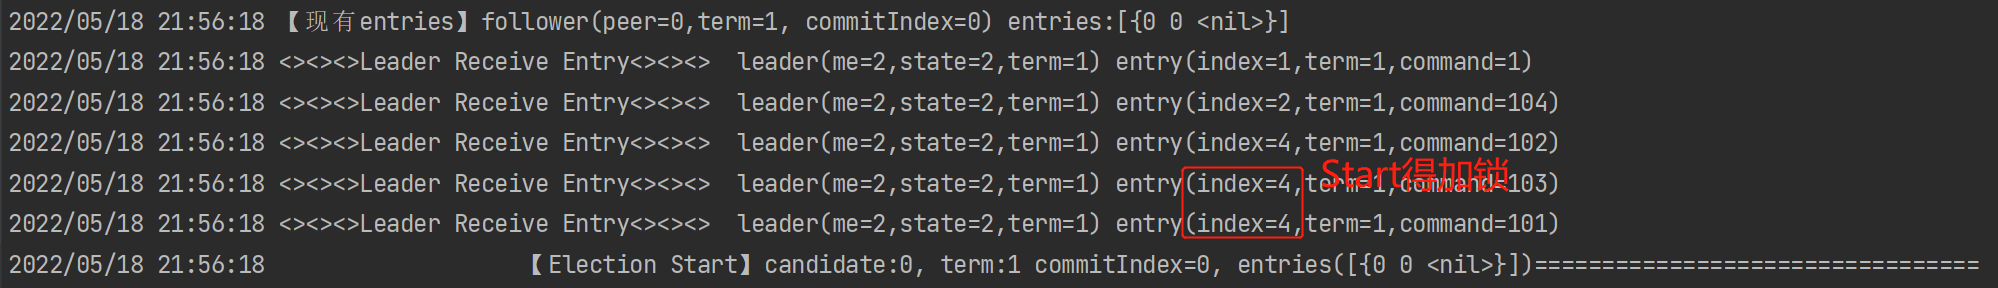 2022/05/18 21:56:18 【现有entries】follower(peer=0,term=1, commitIndex=0) entries:[{0 0 <nil>}]
2022/05/18 21:56:18 <><><>Leader Receive Entry<><><>  leader(me=2,state=2,term=1) entry(index=1,term=1,command=1)
2022/05/18 21:56:18 <><><>Leader Receive Entry<><><>  leader(me=2,state=2,term=1) entry(index=2,term=1,command=104)
2022/05/18 21:56:18 <><><>Leader Receive Entry<><><>  leader(me=2,state=2,term=1) entry(index=4,term=1,command=102)
2022/05/18 21:56:18 <><><>Leader Receive Entry<><><>  leader(me=2,state=2,term=1) entry(index=4,term=1,command=103)
Start得加锁
2022/05/18 21:56:18 <><><>Leader Receive Entry<><><>  leader(me=2,state=2,term=1) entry(index=4,term=1,command=101)
2022/05/18 21:56:18                    【Election Start】candidate:0, term:1 commitIndex=0, entries([{0 0 <nil>}])=================================